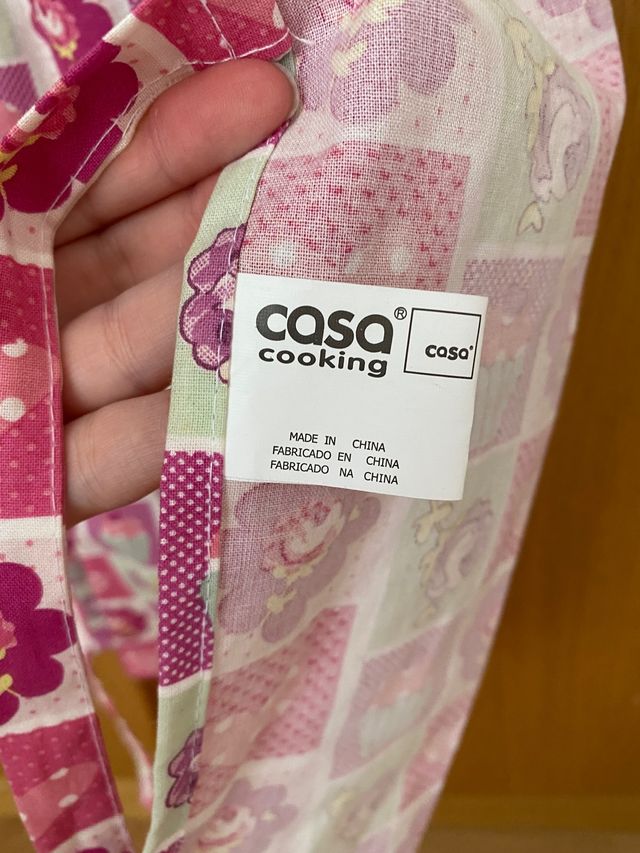 casa®
cooking
casa®
MADE IN CHINA
FABRICADO EN CHINA
FABRICADO NA CHINA